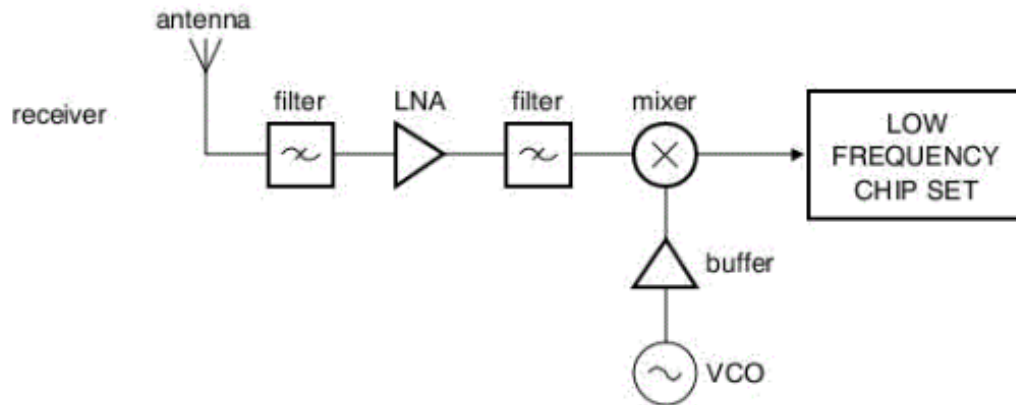 antenna
receiver
filter
LNA
filter
mixer
LOW
FREQUENCY
CHIP SET
buffer
VCO